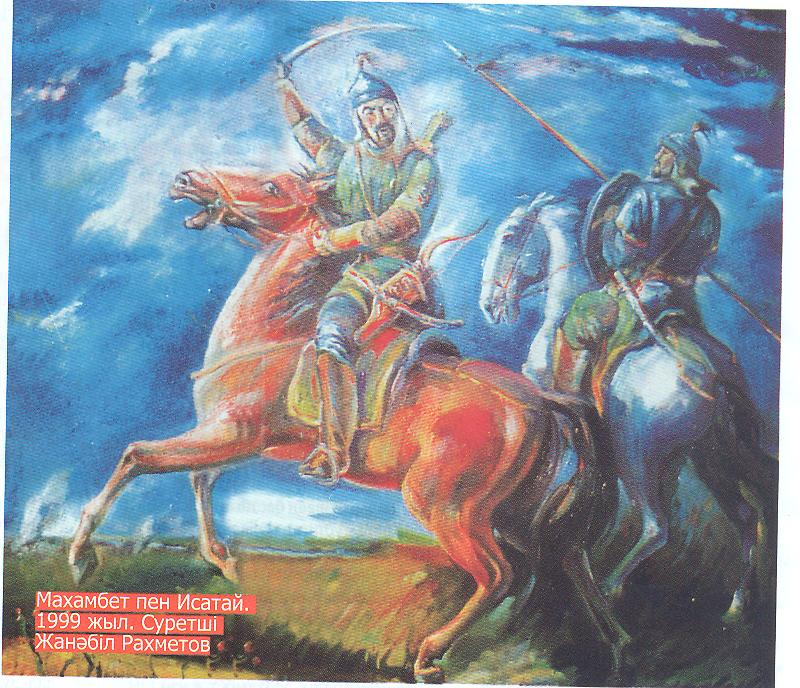 Махамбет пен Исатай.
1999 жыл. Суретші
Жанәбіл Рахметов